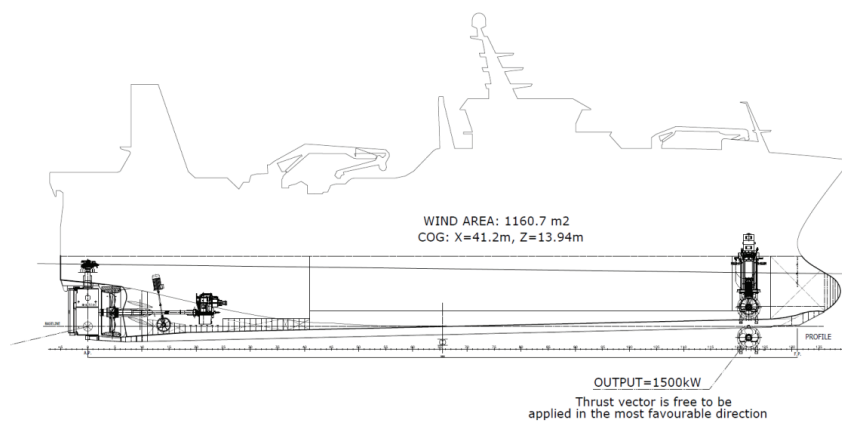 WIND AREA: 1160.7 m2
COG: X=41.2m, Z=13.94m
BASELINE
PROFILE
A.P.
F.P.
OUTPUT=1500kW
Thrust vector is free to be
applied in the most favourable direction